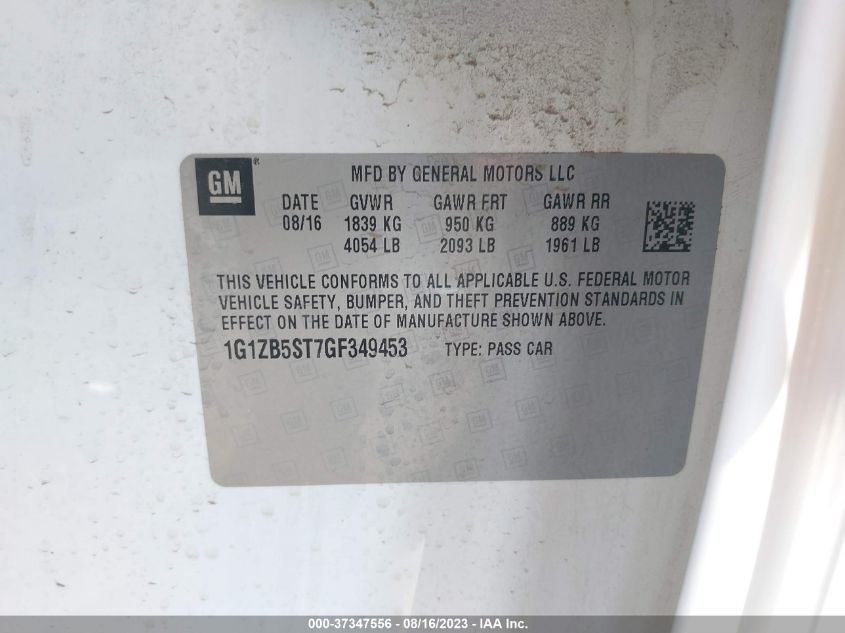 GM ® MFD BY GENERAL MOTORS LLC
DATE GVWR GAWR FRT GAWR RR
08/16 1839 KG 950 KG 889 KG
4054 LB 2093 LB 1961 LB
THIS VEHICLE CONFORMS TO ALL APPLICABLE U.S. FEDERAL MOTOR
VEHICLE SAFETY, BUMPER, AND THEFT PREVENTION STANDARDS IN
EFFECT ON THE DATE OF MANUFACTURE SHOWN ABOVE.
1G1ZB5ST7GF349453 TYPE: PASS CAR
000-37347556 - 08/16/2023 - IAA Inc.